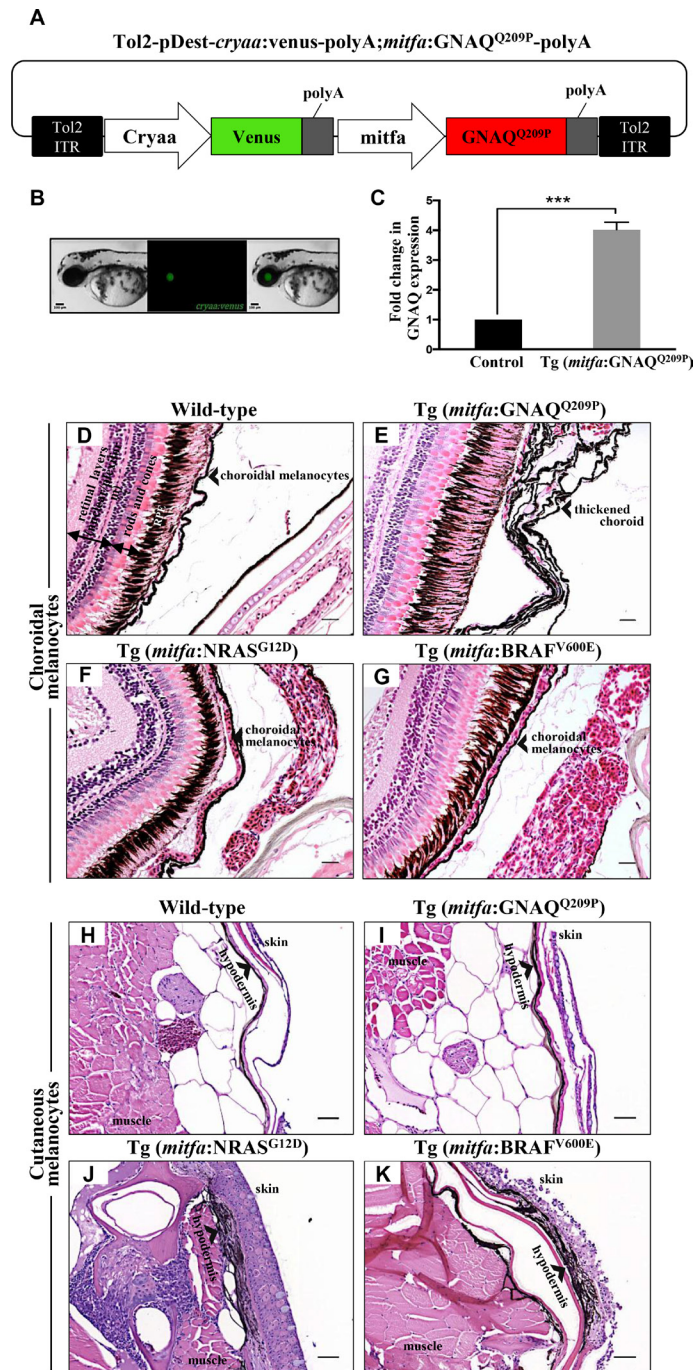 A
Tol2-pDest-cryaa:venus-polyA;mitfa:GNAQQ209P-polyA
polyA
polyA
Tol2 ITR
Cryaa
Venus
mitfa
GNAQQ209P
Tol2 ITR
B
cryaa:venus
C
Fold change in GNAQ expression
5
4
3
2
1
0
***
Control
Tg (mitfa:GNAQQ209P)
Choroidal melanocytes
Wild-type
D
retinal layers
rods and cones
RPE
choroidal melanocytes
Tg (mitfa:GNAQQ209P)
E
thickened choroid
Tg (mitfa:NRASG12D)
F
choroidal melanocytes
Tg (mitfa:BRAFV600E)
G
choroidal melanocytes
Cutaneous melanocytes
Wild-type
H
skin
hypodermis
muscle
Tg (mitfa:GNAQQ209P)
I
skin
muscle
hypodermis
Tg (mitfa:NRASG12D)
J
skin
hypodermis
muscle
Tg (mitfa:BRAFV600E)
K
skin
hypodermis
muscle